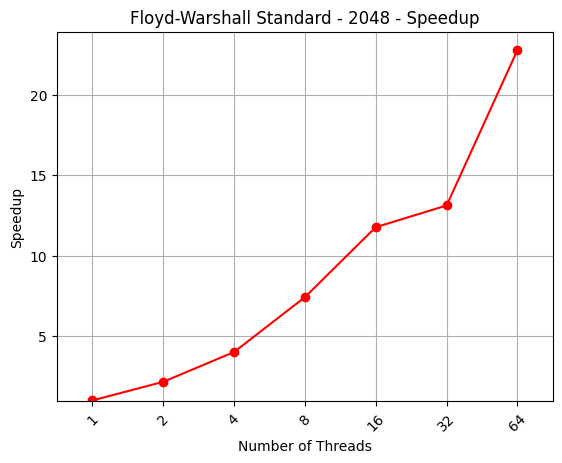 Floyd-Warshall Standard - 2048 - Speedup
20
15
10
5
Speedup
1 2 4 8 16 32 64
Number of Threads